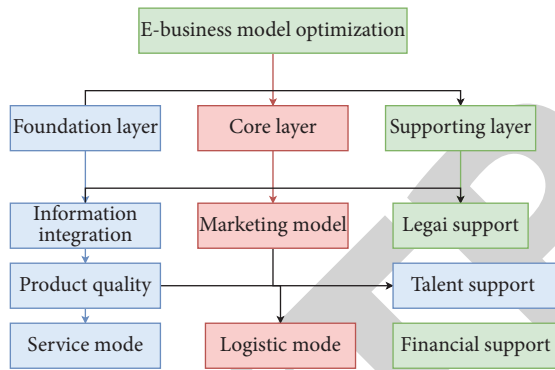 E-business model optimization
Foundation layer
Core layer
Supporting layer
Information
integration
Marketing model
Legai support
Product quality
Talent support
Service mode
Logistic mode
Financial support